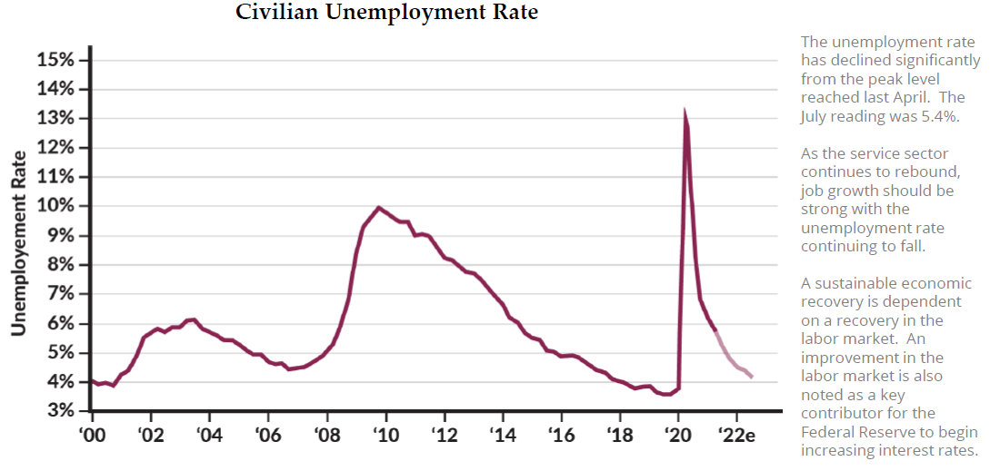 Civilian Unemployment Rate
Unemployement Rate
15%
14%
13%
12%
11%
10%
9%
8%
7%
6%
5%
4%
3%
‘00
‘02
‘04
‘06
‘08
‘10
‘12
‘14
‘16
‘18
‘20
‘22e
The unemployment rate
has declined significantly
from the peak level
reached last April.  The
July reading was 5.4%.
As the service sector
continues to rebound,
job growth should be
strong with the
unemployment rate
continuing to fall.
A sustainable economic
recovery is dependent
on a recovery in the
labor market.  An
improvement in the
labor market is also
noted as a key
contributor for the
Federal Reserve to begin
increasing interest rates.